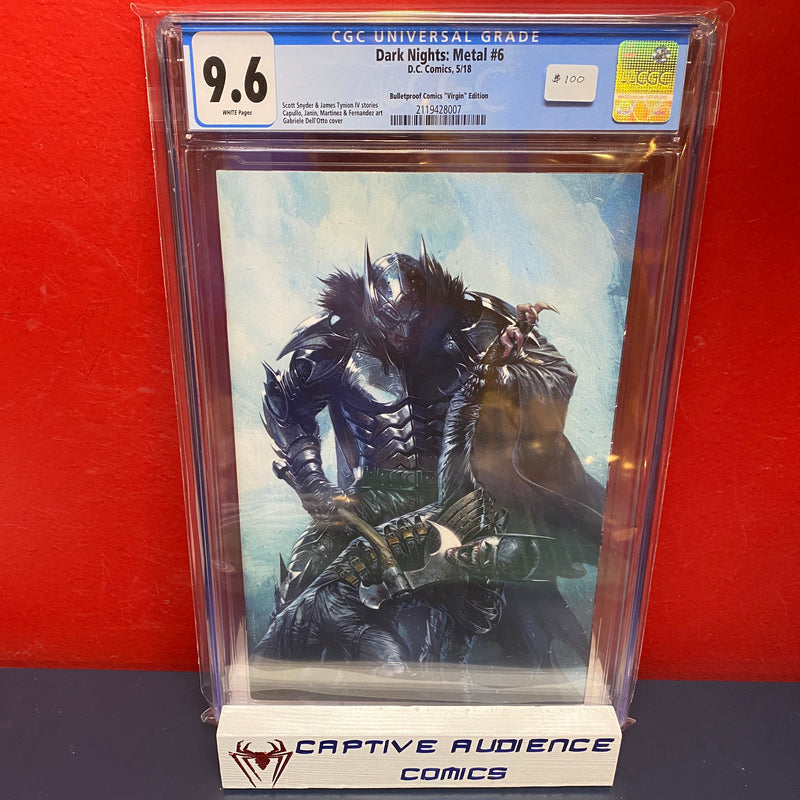 CGC UNIVERSAL GRADE
9.6
WHITE Pages
Dark Nights: Metal #6
D.C. Comics, 5/18
Bulletproof Comics "Virgin" Edition
Scott Snyder & James Tynion IV stories
Capullo, Janin, Martinez & Fernandez art
Gabriele Dell'Otto cover
2119428007
$100
CGC
CAPTIVE AUDIENCE
COMICS